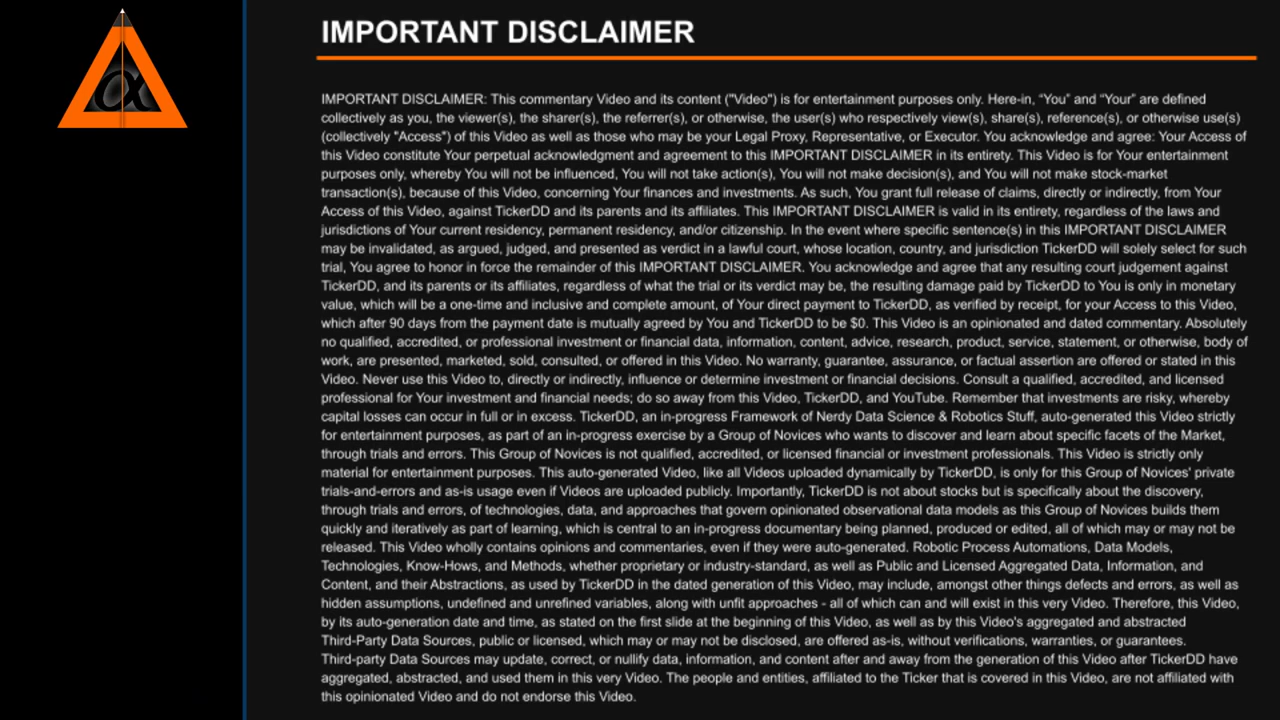 IMPORTANT DISCLAIMER
IMPORTANT DISCLAIMER: This commentary Video and its content ("Video") is for entertainment purposes only. Here-in, “You” and “Your” are defined
collectively as you, the viewer(s), the sharer(s), the referrer(s), or otherwise, the user(s) who respectively view(s), share(s), reference(s), or otherwise use(s)
(collectively "Access") of this Video as well as those who may be your Legal Proxy, Representative, or Executor. You acknowledge and agree: Your Access of
this Video constitute Your perpetual acknowledgment and agreement to this IMPORTANT DISCLAIMER in its entirety. This Video is for Your entertainment
purposes only, whereby You will not be influenced, You will not take action(s), You will not make decision(s), and You will not make stock-market
transaction(s), because of this Video, concerning Your finances and investments. As such, You grant full release of claims, directly or indirectly, from Your
Access of this Video, against TickerDD and its parents and its affiliates. This IMPORTANT DISCLAIMER is valid in its entirety, regardless of the laws and
jurisdictions of Your current residency, permanent residency, and/or citizenship. In the event where specific sentence(s) in this IMPORTANT DISCLAIMER
may be invalidated, as argued, judged, and presented as verdict in a lawful court, whose location, country, and jurisdiction TickerDD will solely select for such
trial, You agree to honor in force the remainder of this IMPORTANT DISCLAIMER. You acknowledge and agree that any resulting court judgement against
TickerDD, and its parents or its affiliates, regardless of what the trial or its verdict may be, the resulting damage paid by TickerDD to You is only in monetary
value, which will be a one-time and inclusive and complete amount, of Your direct payment to TickerDD, as verified by receipt, for your Access to this Video,
which after 90 days from the payment date is mutually agreed by You and TickerDD to be $0. This Video is an opinionated and dated commentary. Absolutely
no qualified, accredited, or professional investment or financial data, information, content, advice, research, product, service, statement, or otherwise, body of
work, are presented, marketed, sold, consulted, or offered in this Video. No warranty, guarantee, assurance, or factual assertion are offered or stated in this
Video. Never use this Video to, directly or indirectly, influence or determine investment or financial decisions. Consult a qualified, accredited, and licensed
professional for Your investment and financial needs; do so away from this Video, TickerDD, and YouTube. Remember that investments are risky, whereby
capital losses can occur in full or in excess. TickerDD, an in-progress Framework of Nerdy Data Science & Robotics Stuff, auto-generated this Video strictly
for entertainment purposes, as part of an in-progress exercise by a Group of Novices who wants to discover and learn about specific facets of the Market,
through trials and errors. This Group of Novices is not qualified, accredited, or licensed financial or investment professionals. This Video is strictly only
material for entertainment purposes. This auto-generated Video, like all Videos uploaded dynamically by TickerDD, is only for this Group of Novices' private
trials-and-errors and as-is usage even if Videos are uploaded publicly. Importantly, TickerDD is not about stocks but is specifically about the discovery,
through trials and errors, of technologies, data, and approaches that govern opinionated observational data models as this Group of Novices builds them
quickly and iteratively as part of learning, which is central to an in-progress documentary being planned, produced or edited, all of which may or may not be
released. This Video wholly contains opinions and commentaries, even if they were auto-generated. Robotic Process Automations, Data Models,
Technologies, Know-Hows, and Methods, whether proprietary or industry-standard, as well as Public and Licensed Aggregated Data, Information, and
Content, and their Abstractions, as used by TickerDD in the dated generation of this Video, may include, amongst other things defects and errors, as well as
hidden assumptions, undefined and unrefined variables, along with unfit approaches - all of which can and will exist in this very Video. Therefore, this Video,
by its auto-generation date and time, as stated on the first slide at the beginning of this Video, as well as by this Video's aggregated and abstracted
Third-Party Data Sources, public or licensed, which may or may not be disclosed, are offered as-is, without verifications, warranties, or guarantees.
Third-party Data Sources may update, correct, or nullify data, information, and content after and away from the generation of this Video after TickerDD have
aggregated, abstracted, and used them in this very Video. The people and entities, affiliated to the Ticker that is covered in this Video, are not affiliated with
this opinionated Video and do not endorse this Video.